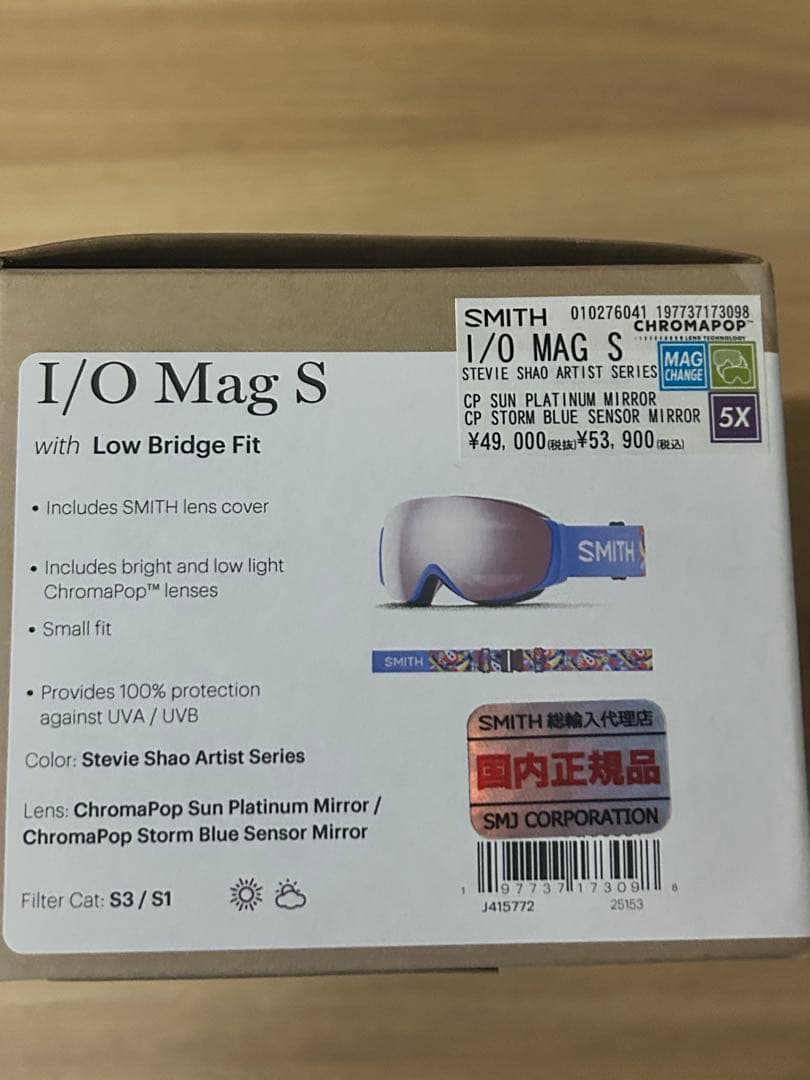 SMITH 010276041 197737173098
CHROMAPOP™
LENS TECHNOLOGY
I/O MAG S
MAG CHANGE
STEVIE SHAO ARTIST SERIES
CP SUN PLATINUM MIRROR
CP STORM BLUE SENSOR MIRROR
5X
¥49,000(税抜)¥53,900(税込)
I/O Mag S
with Low Bridge Fit
• Includes SMITH lens cover
• Includes bright and low light
ChromaPop™ lenses
• Small fit
• Provides 100% protection
against UVA / UVB
Color: Stevie Shao Artist Series
Lens: ChromaPop Sun Platinum Mirror /
ChromaPop Storm Blue Sensor Mirror
Filter Cat: S3 / S1
SMITH
SMITH
SMITH 総輸入代理店
国内正規品
SMJ CORPORATION
1 97737 17309 8
J415772 25153